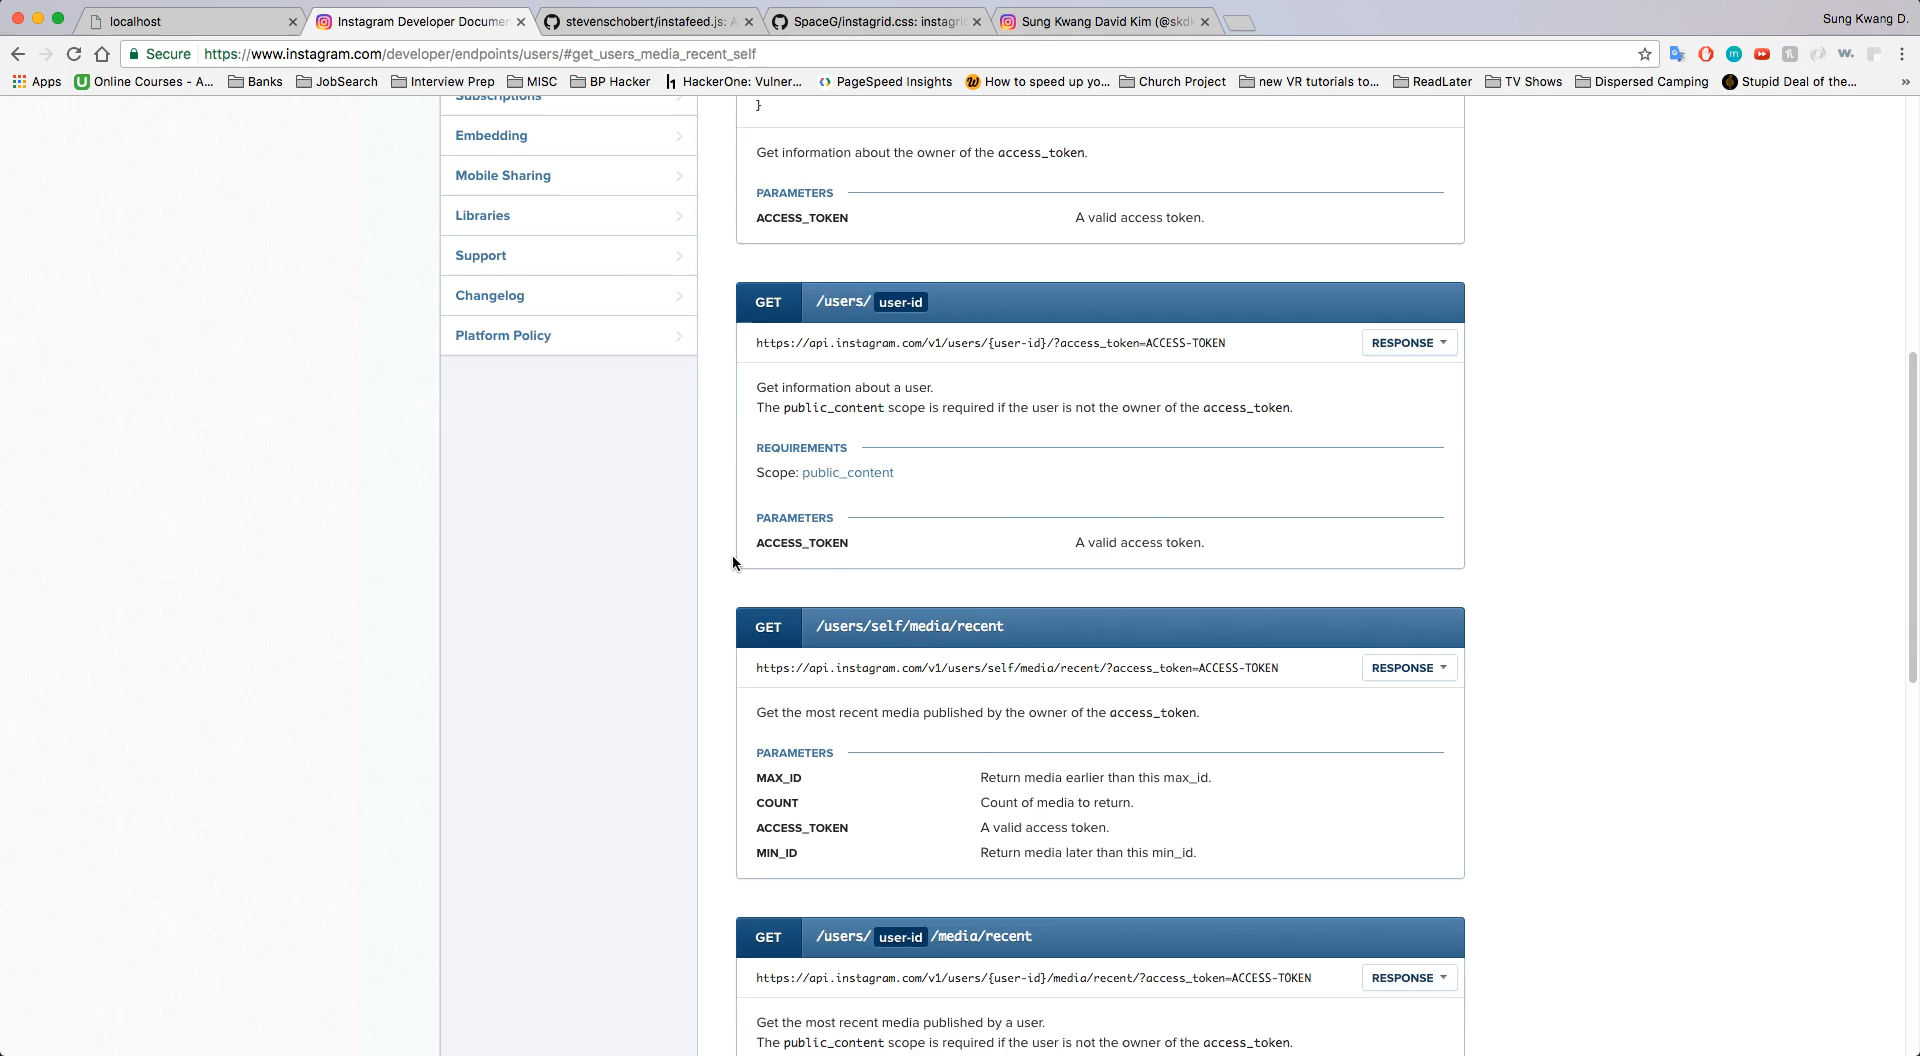 localhost
Instagram Developer Documen
stevenschobert/instafeed.js: A
SpaceG/instagrid.css: instagri
Sung Kwang David Kim (@skdk
Sung Kwang D.
Secure
https://www.instagram.com/developer/endpoints/users/#get_users_media_recent_self
Apps
Online Courses - A...
Banks
JobSearch
Interview Prep
MISC
BP Hacker
HackerOne: Vulner...
PageSpeed Insights
How to speed up yo...
Church Project
new VR tutorials to...
ReadLater
TV Shows
Dispersed Camping
Stupid Deal of the...
»
Subscriptions
Embedding
Mobile Sharing
Libraries
Support
Changelog
Platform Policy
}
Get information about the owner of the access_token.
PARAMETERS
ACCESS_TOKEN A valid access token.
GET /users/ user-id
https://api.instagram.com/v1/users/{user-id}/?access_token=ACCESS-TOKEN RESPONSE
Get information about a user.
The public_content scope is required if the user is not the owner of the access_token.
REQUIREMENTS
Scope: public_content
PARAMETERS
ACCESS_TOKEN A valid access token.
GET /users/self/media/recent
https://api.instagram.com/v1/users/self/media/recent/?access_token=ACCESS-TOKEN RESPONSE
Get the most recent media published by the owner of the access_token.
PARAMETERS
MAX_ID Return media earlier than this max_id.
COUNT Count of media to return.
ACCESS_TOKEN A valid access token.
MIN_ID Return media later than this min_id.
GET /users/ user-id /media/recent
https://api.instagram.com/v1/users/{user-id}/media/recent/?access_token=ACCESS-TOKEN RESPONSE
Get the most recent media published by a user.
The public_content scope is required if the user is not the owner of the access_token.